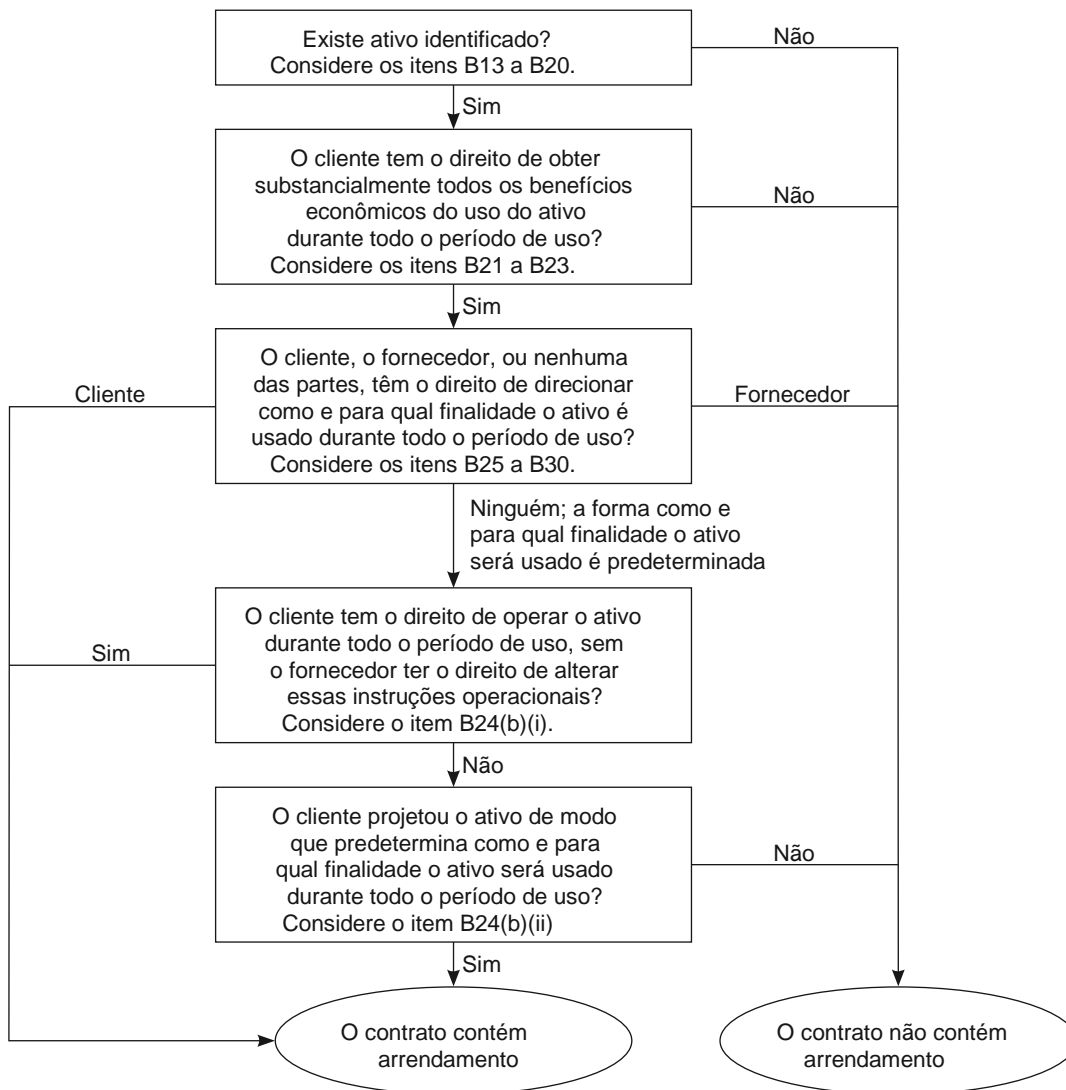 Existe ativo identificado?
Considere os itens B13 a B20.
Não
Sim
O cliente tem o direito de obter
substancialmente todos os benefícios
econômicos do uso do ativo
durante todo o período de uso?
Considere os itens B21 a B23.
Não
Sim
O cliente, o fornecedor, ou nenhuma
das partes, têm o direito de direcionar
como e para qual finalidade o ativo é
usado durante todo o período de uso?
Considere os itens B25 a B30.
Cliente
Fornecedor
Ninguém; a forma como e
para qual finalidade o ativo
será usado é predeterminada
O cliente tem o direito de operar o ativo
durante todo o período de uso, sem
o fornecedor ter o direito de alterar
essas instruções operacionais?
Considere o item B24(b)(i).
Sim
Não
O cliente projetou o ativo de modo
que predetermina como e para
qual finalidade o ativo será usado
durante todo o período de uso?
Considere o item B24(b)(ii)
Não
Sim
O contrato contém
arrendamento
O contrato não contém
arrendamento